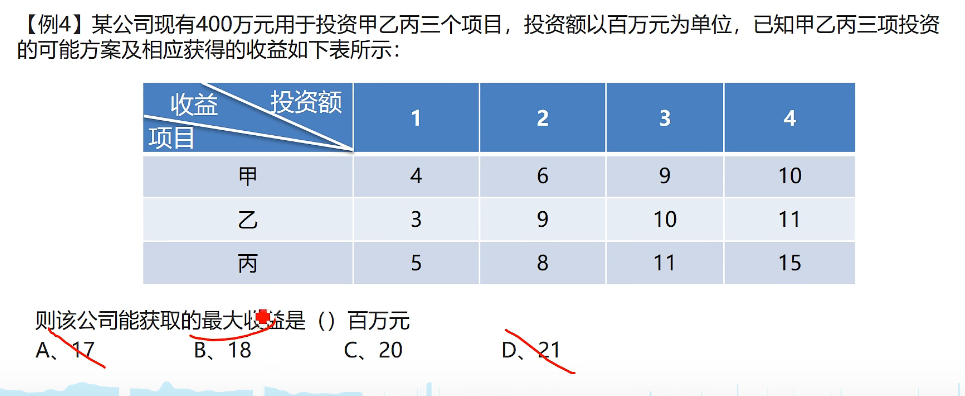 【例4】某公司现有400万元用于投资甲乙丙三个项目，投资额以百万元为单位，已知甲乙丙三项投资
的可能方案及相应获得的收益如下表所示：
收益 投资额 项目 1 2 3 4
甲 4 6 9 10
乙 3 9 10 11
丙 5 8 11 15
则该公司能获取的最大收益是（）百万元
A、17 B、18 C、20 D、21